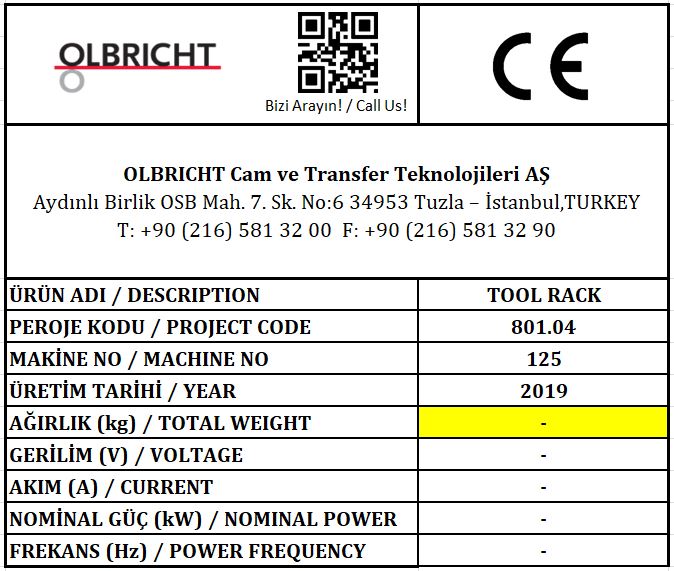 OLBRICHT
Bizi Arayın! / Call Us!
CE
OLBRICHT Cam ve Transfer Teknolojileri AŞ
Aydınlı Birlik OSB Mah. 7. Sk. No:6 34953 Tuzla – İstanbul,TURKEY
T: +90 (216) 581 32 00  F: +90 (216) 581 32 90
ÜRÜN ADI / DESCRIPTION TOOL RACK
PEROJE KODU / PROJECT CODE 801.04
MAKİNE NO / MACHINE NO 125
ÜRETİM TARİHİ / YEAR 2019
AĞIRLIK (kg) / TOTAL WEIGHT -
GERİLİM (V) / VOLTAGE -
AKIM (A) / CURRENT -
NOMİNAL GÜÇ (kW) / NOMINAL POWER -
FREKANS (Hz) / POWER FREQUENCY -